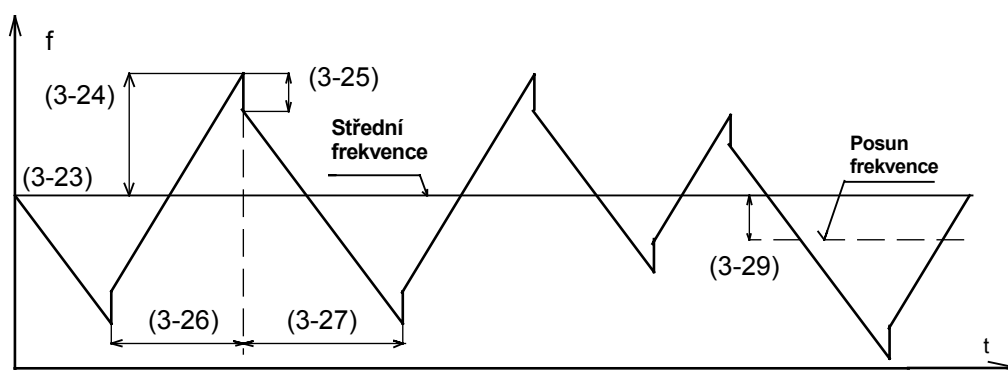 f
(3-25)
(3-24)
Střední
frekvence
Posun
frekvence
(3-23)
(3-29)
(3-26)
(3-27)
t